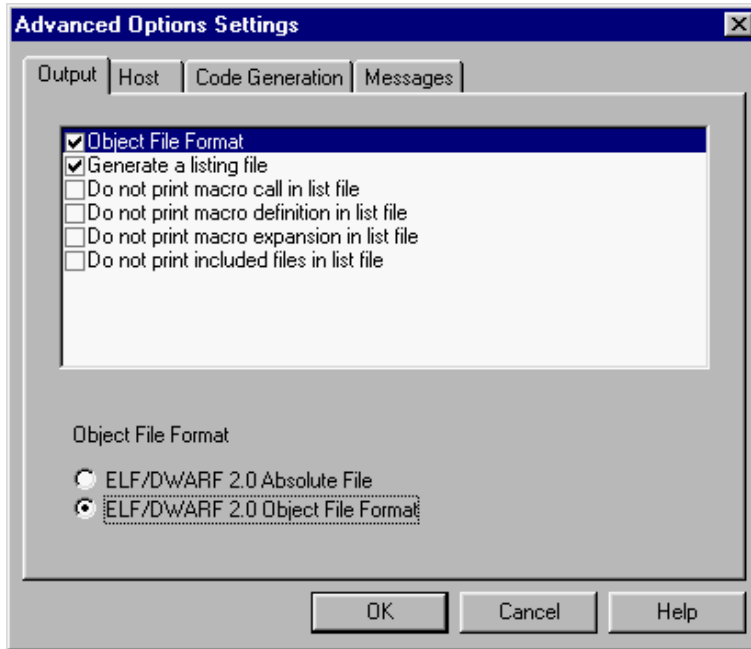 Advanced Options Settings
Output Host Code Generation Messages
Object File Format
Generate a listing file
Do not print macro call in list file
Do not print macro definition in list file
Do not print macro expansion in list file
Do not print included files in list file
Object File Format
ELF/DWARF 2.0 Absolute File
ELF/DWARF 2.0 Object File Format
OK Cancel Help